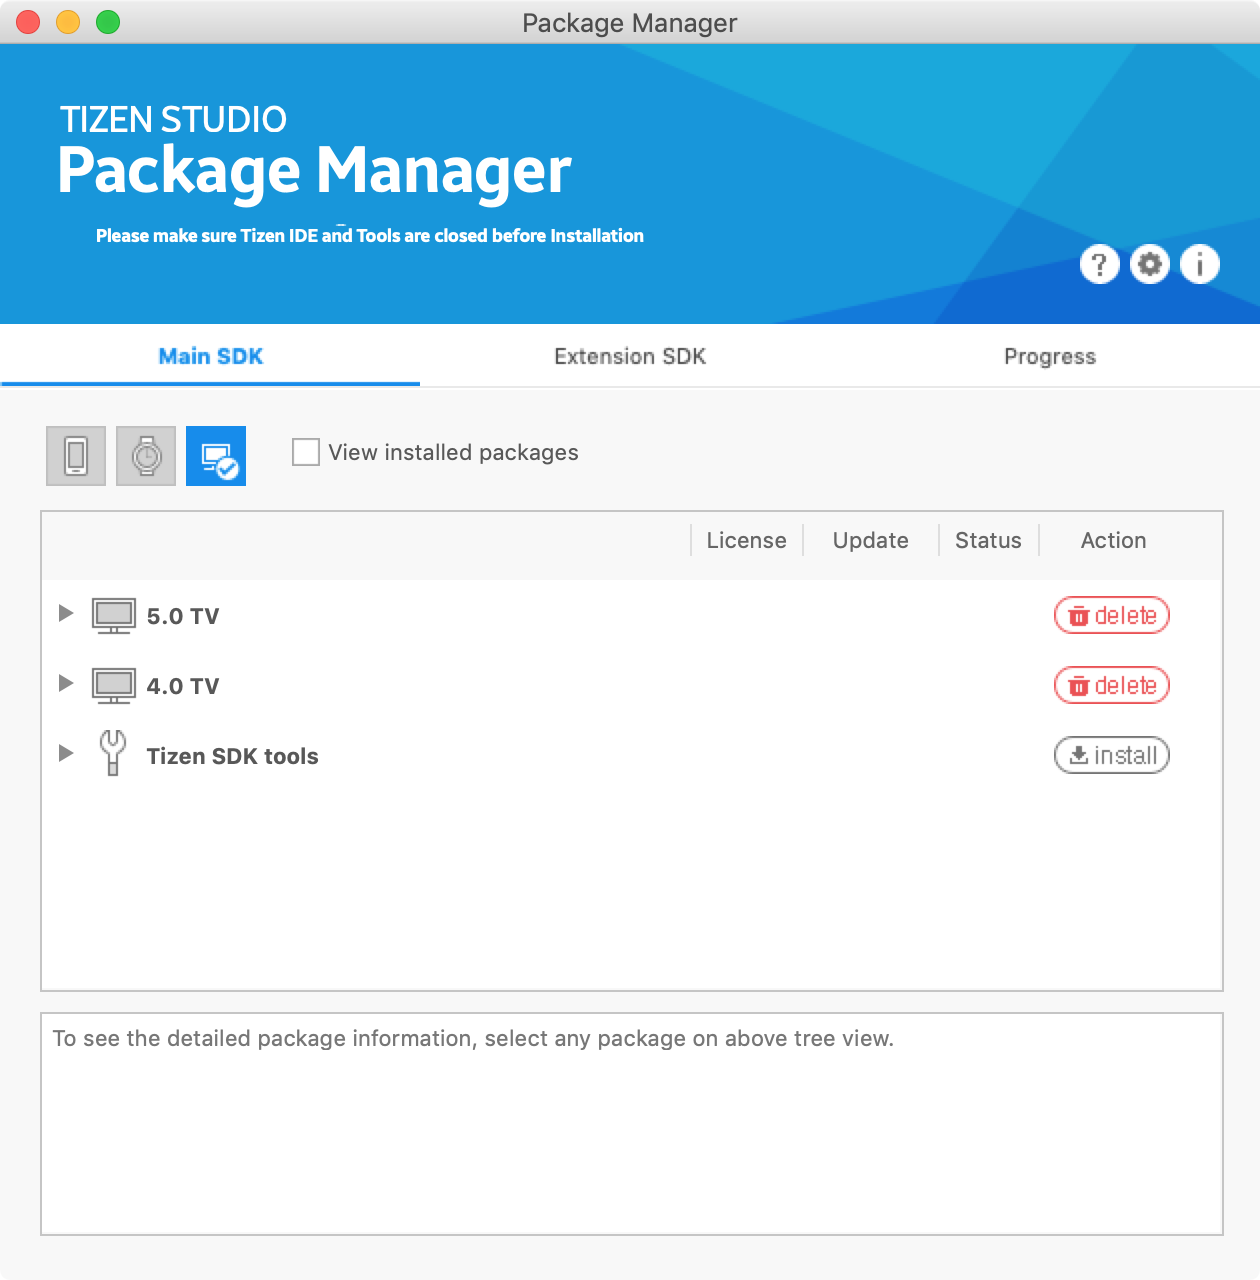 Package Manager
TIZEN STUDIO
Package Manager
Please make sure Tizen IDE and Tools are closed before Installation
?
i
Main SDK
Extension SDK
Progress
View installed packages
License
Update
Status
Action
5.0 TV
delete
4.0 TV
delete
Tizen SDK tools
install
To see the detailed package information, select any package on above tree view.